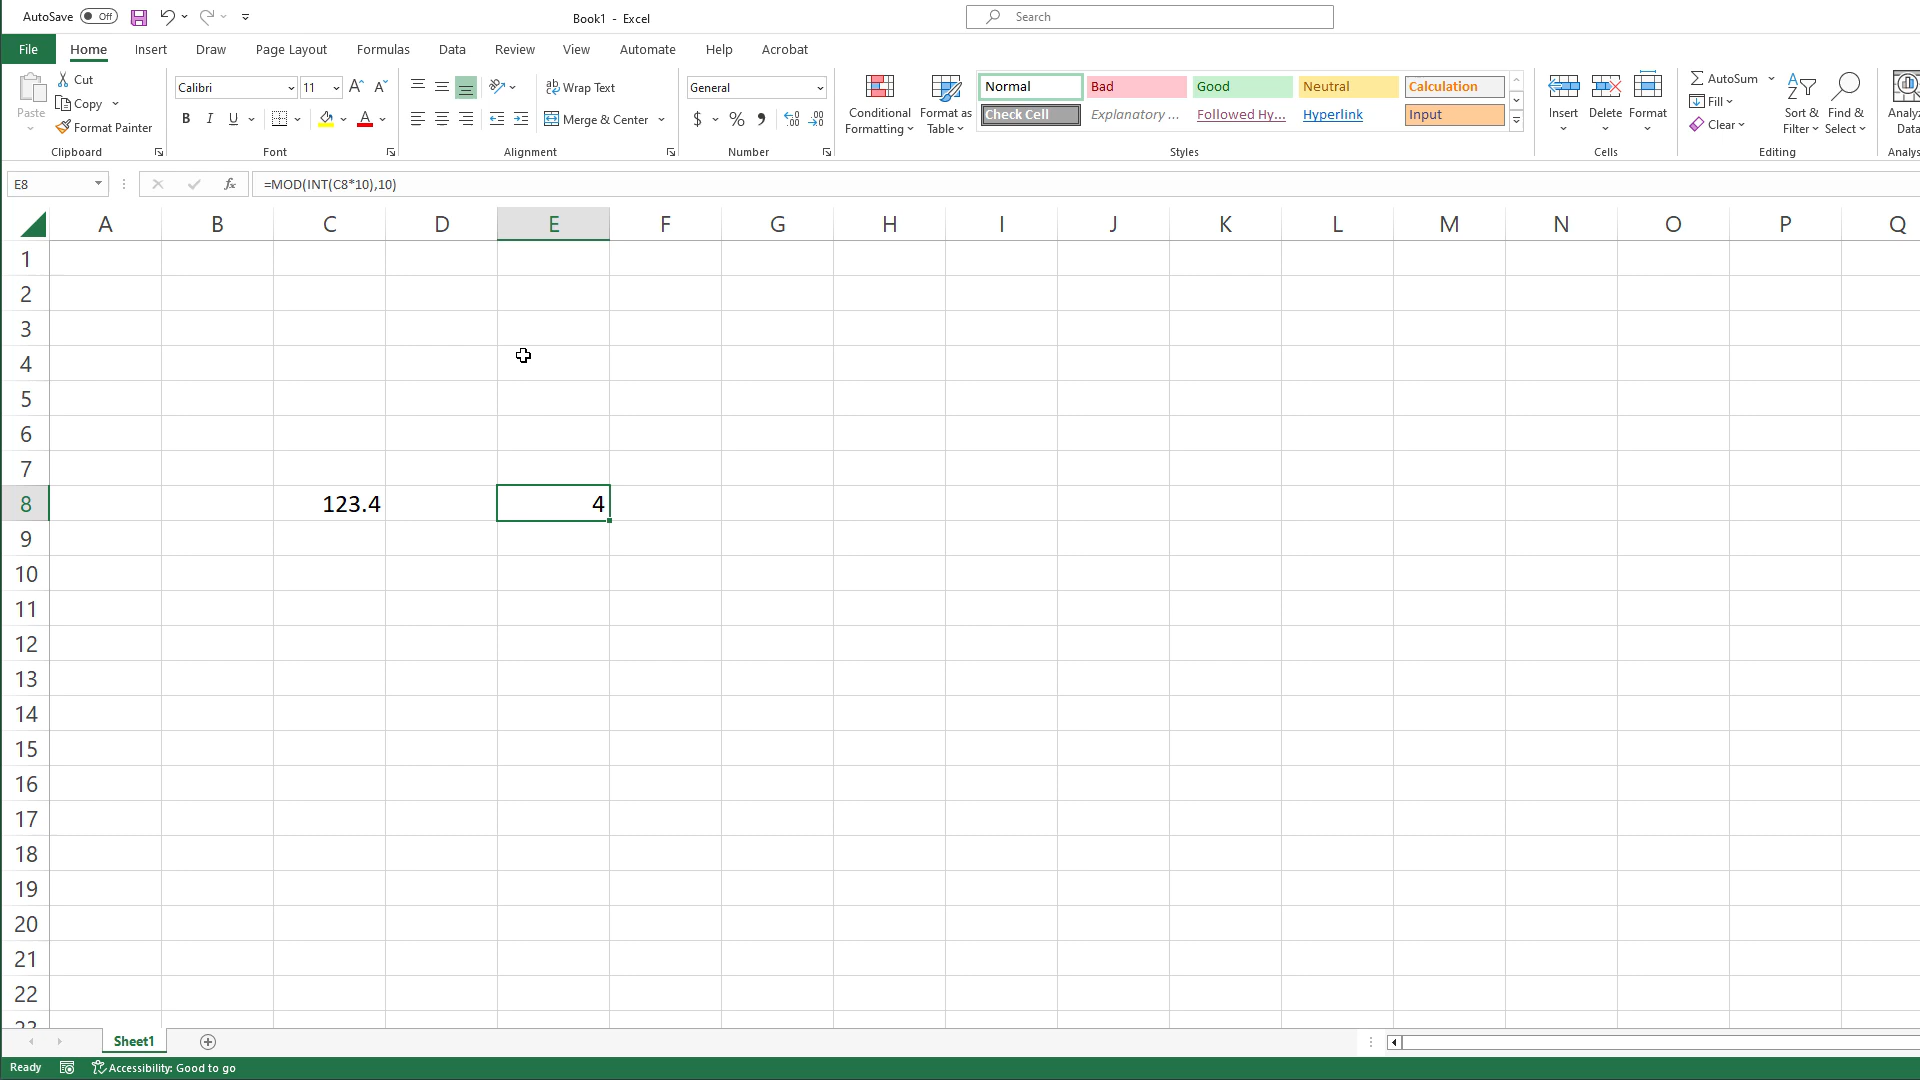 AutoSave Off Book1 - Excel Search
File Home Insert Draw Page Layout Formulas Data Review View Automate Help Acrobat
Paste Cut Copy Format Painter Clipboard
Calibri 11 A A B I U A Font
Wrap Text Merge & Center Alignment
General $ % , Number
Conditional Formatting Format as Table
Normal Bad Good Neutral Calculation
Check Cell Explanatory ... Followed Hy... Hyperlink Input
Styles
Insert Delete Format Cells
AutoSum Fill Clear Sort & Filter Find & Select Editing
Analy Data Analys
E8 fx =MOD(INT(C8*10),10)
A B C D E F G H I J K L M N O P Q
1
2
3
4
5
6
7
8 123.4 4
9
10
11
12
13
14
15
16
17
18
19
20
21
22
23
Sheet1
Ready Accessibility: Good to go